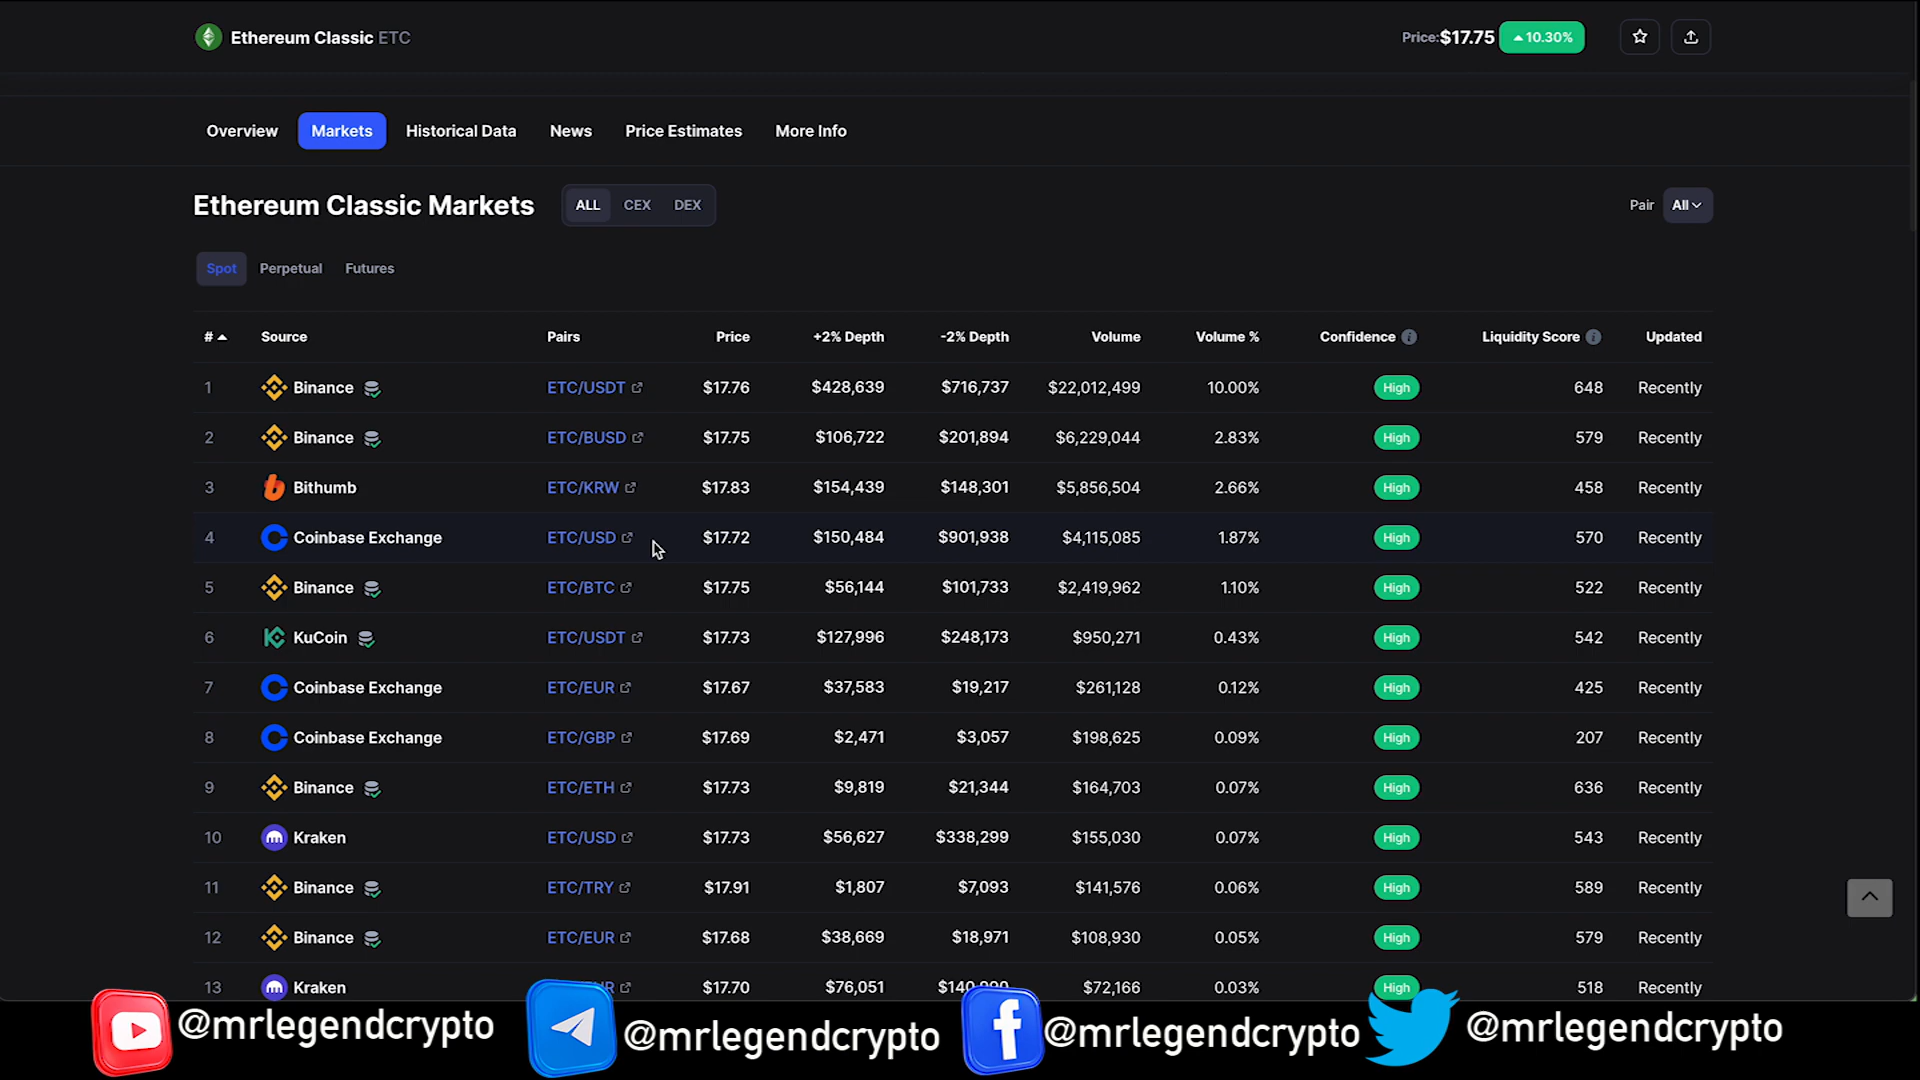 Ethereum Classic ETC Price:$17.75 10.30%
Overview Markets Historical Data News Price Estimates More Info
Ethereum Classic Markets ALL CEX DEX Pair All
Spot Perpetual Futures
# Source Pairs Price +2% Depth -2% Depth Volume Volume % Confidence Liquidity Score Updated
1 Binance ETC/USDT $17.76 $428,639 $716,737 $22,012,499 10.00% High 648 Recently
2 Binance ETC/BUSD $17.75 $106,722 $201,894 $6,229,044 2.83% High 579 Recently
3 Bithumb ETC/KRW $17.83 $154,439 $148,301 $5,856,504 2.66% High 458 Recently
4 Coinbase Exchange ETC/USD $17.72 $150,484 $901,938 $4,115,085 1.87% High 570 Recently
5 Binance ETC/BTC $17.75 $56,144 $101,733 $2,419,962 1.10% High 522 Recently
6 KuCoin ETC/USDT $17.73 $127,996 $248,173 $950,271 0.43% High 542 Recently
7 Coinbase Exchange ETC/EUR $17.67 $37,583 $19,217 $261,128 0.12% High 425 Recently
8 Coinbase Exchange ETC/GBP $17.69 $2,471 $3,057 $198,625 0.09% High 207 Recently
9 Binance ETC/ETH $17.73 $9,819 $21,344 $164,703 0.07% High 636 Recently
10 Kraken ETC/USD $17.73 $56,627 $338,299 $155,030 0.07% High 543 Recently
11 Binance ETC/TRY $17.91 $1,807 $7,093 $141,576 0.06% High 589 Recently
12 Binance ETC/EUR $17.68 $38,669 $18,971 $108,930 0.05% High 579 Recently
13 Kraken $17.70 $76,051 $72,166 0.03% High 518 Recently
@mrlegendcrypto @mrlegendcrypto @mrlegendcrypto @mrlegendcrypto